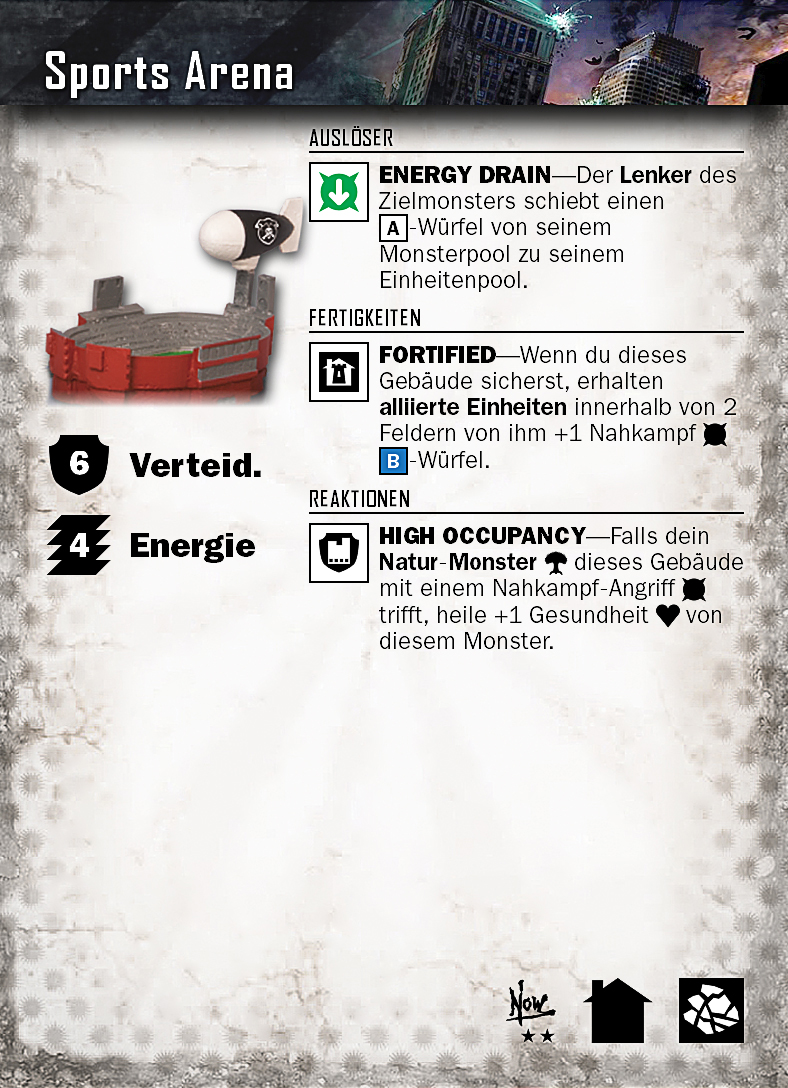 Sports Arena
AUSLÖSER
ENERGY DRAIN—Der Lenker des
Zielmonsters schiebt einen
A-Würfel von seinem
Monsterpool zu seinem
Einheitenpool.
FERTIGKEITEN
FORTIFIED—Wenn du dieses
Gebäude sicherst, erhalten
alliierte Einheiten innerhalb von 2
Feldern von ihm +1 Nahkampf
B-Würfel.
6 Verteid.
REAKTIONEN
4 Energie
HIGH OCCUPANCY—Falls dein
Natur-Monster dieses Gebäude
mit einem Nahkampf-Angriff
trifft, heile +1 Gesundheit von
diesem Monster.
Now